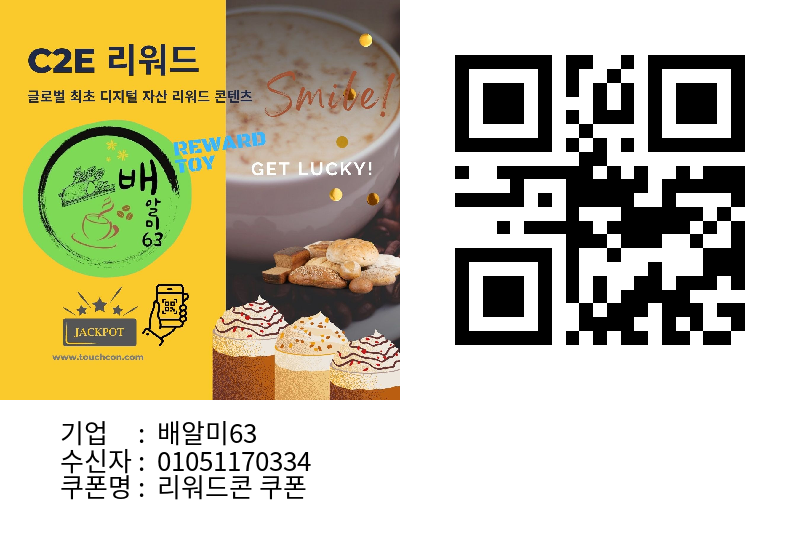 C2E 리워드
글로벌 최초 디지털 자산 리워드 콘텐츠
Smile!
REWARD
TOY
GET LUCKY!
배
알
미
63
JACKPOT
www.touchcon.com
기업 : 배알미63
수신자 : 01051170334
쿠폰명 : 리워드콘 쿠폰